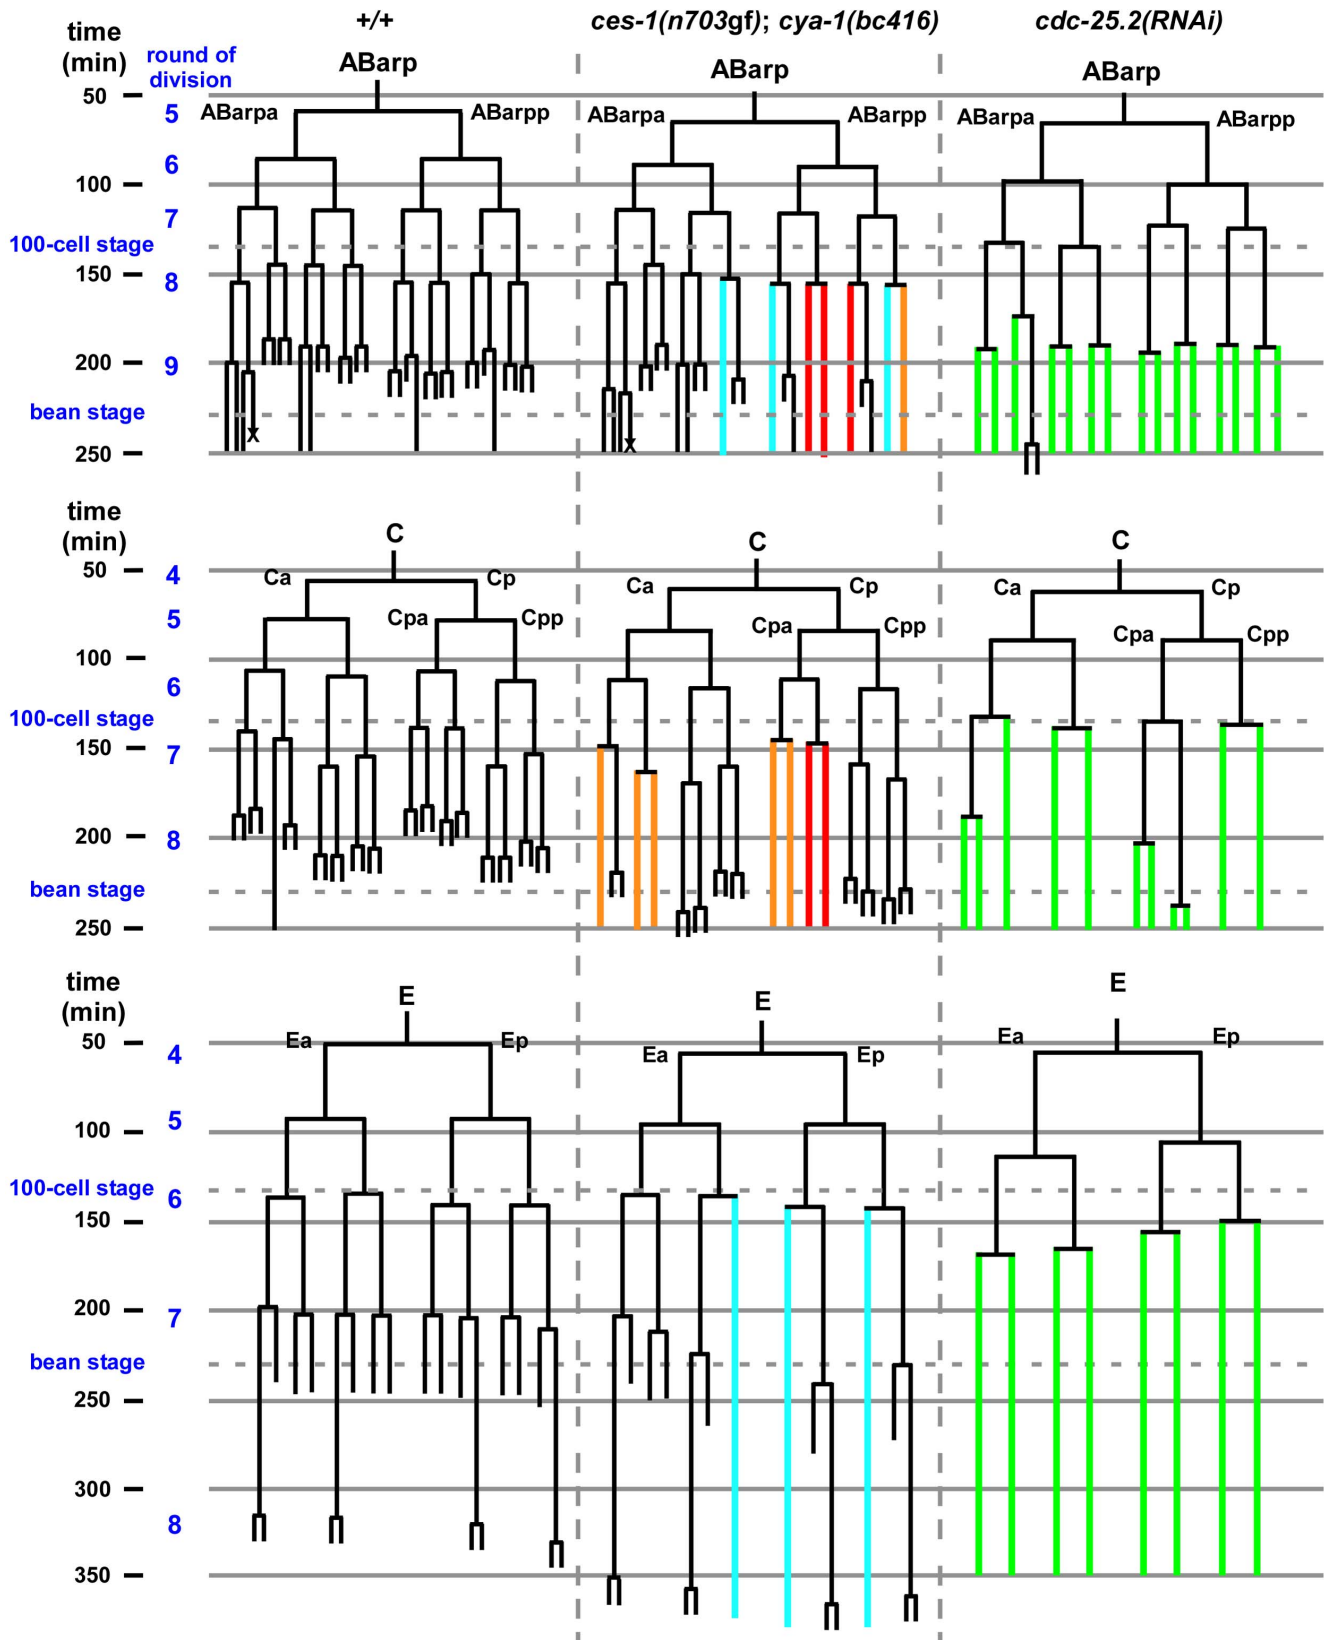 +/+ ces-1(n703gf); cya-1(bc416) cdc-25.2(RNAi)
time
(min)
round of
division
ABarp ABarp ABarp
50
5
ABarpa ABarpp ABarpa ABarpp ABarpa ABarpp
6
100
7
100-cell stage
150
8
200
9
bean stage
X X
250
time
(min)
C C C
50
4
Ca Cp Ca Cp Ca Cp
5
Cpa Cpp Cpa Cpp Cpa Cpp
100
6
100-cell stage
150
7
200
8
bean stage
250
time
(min)
E E E
50
4
Ea Ep Ea Ep Ea Ep
5
100
100-cell stage
6
150
200
7
bean stage
250
300
8
350